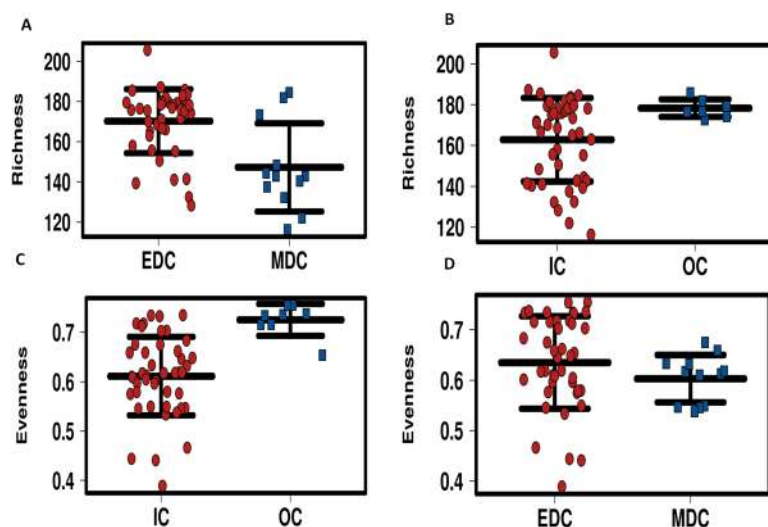 A
Richness
200
180
160
140
120
EDC MDC
B
Richness
200
180
160
140
120
IC OC
C
Evenness
0.7
0.6
0.5
0.4
IC OC
D
Evenness
0.7
0.6
0.5
0.4
EDC MDC